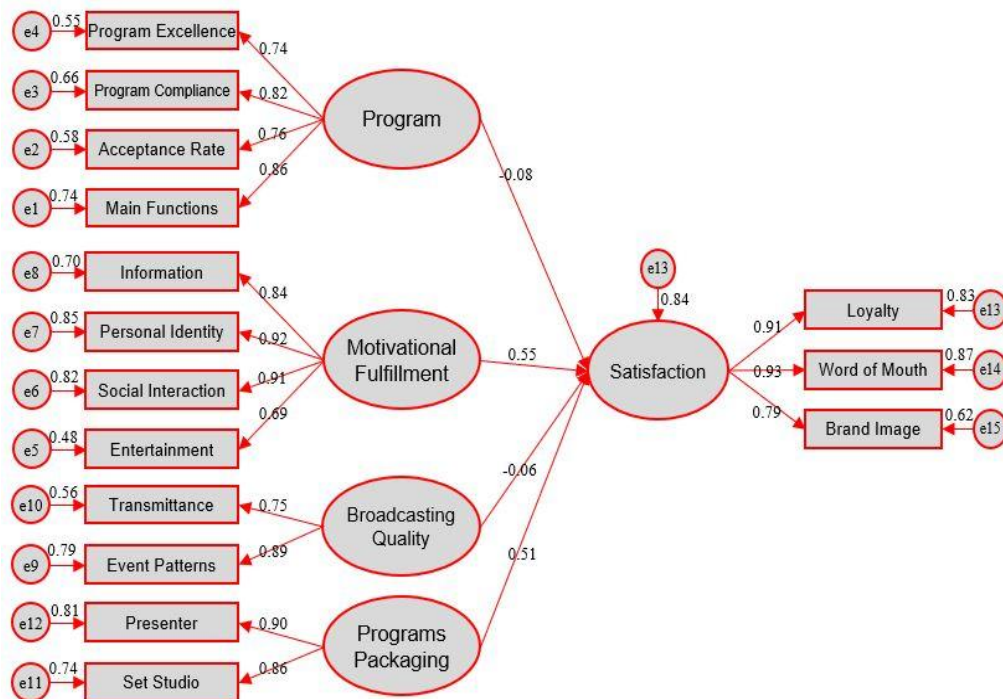 e4 0.55 Program Excellence 0.74
e3 0.66 Program Compliance 0.82
e2 0.58 Acceptance Rate 0.76
e1 0.74 Main Functions 0.86
Program
-0.08
e8 0.70 Information 0.84
e7 0.85 Personal Identity 0.92
e6 0.82 Social Interaction 0.91
e5 0.48 Entertainment 0.69
Motivational
Fulfillment
0.55
e10 0.56 Transmittance 0.75
e9 0.79 Event Patterns 0.89
Broadcasting
Quality
-0.06
e12 0.81 Presenter 0.90
e11 0.74 Set Studio 0.86
Programs
Packaging
0.51
e13
0.84
Satisfaction
0.91 Loyalty 0.83 e13
0.93 Word of Mouth 0.87 e14
0.79 Brand Image 0.62 e15